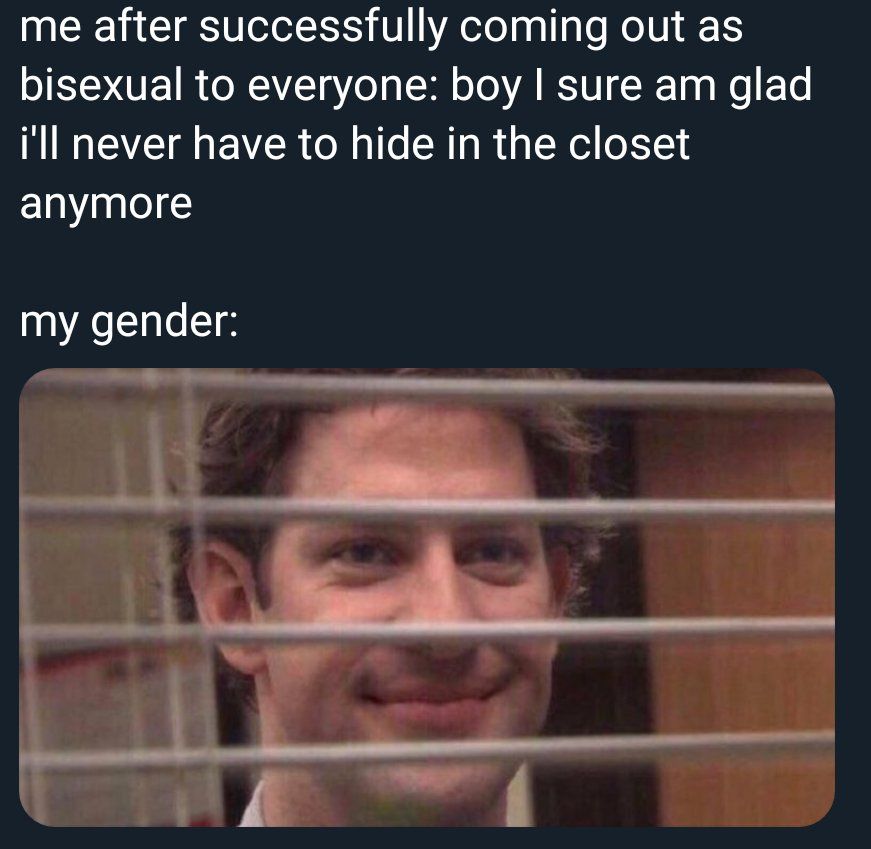 me after successfully coming out as
bisexual to everyone: boy I sure am glad
i'll never have to hide in the closet
anymore
my gender: